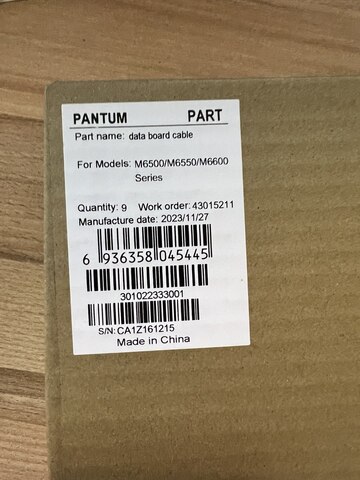 PANTUM PART
Part name: data board cable
For Models: M6500/M6550/M6600
Series
Quantity: 9 Work order: 43015211
Manufacture date: 2023/11/27
6 936358 045445
301022333001
S/N:CA1Z161215
Made in China